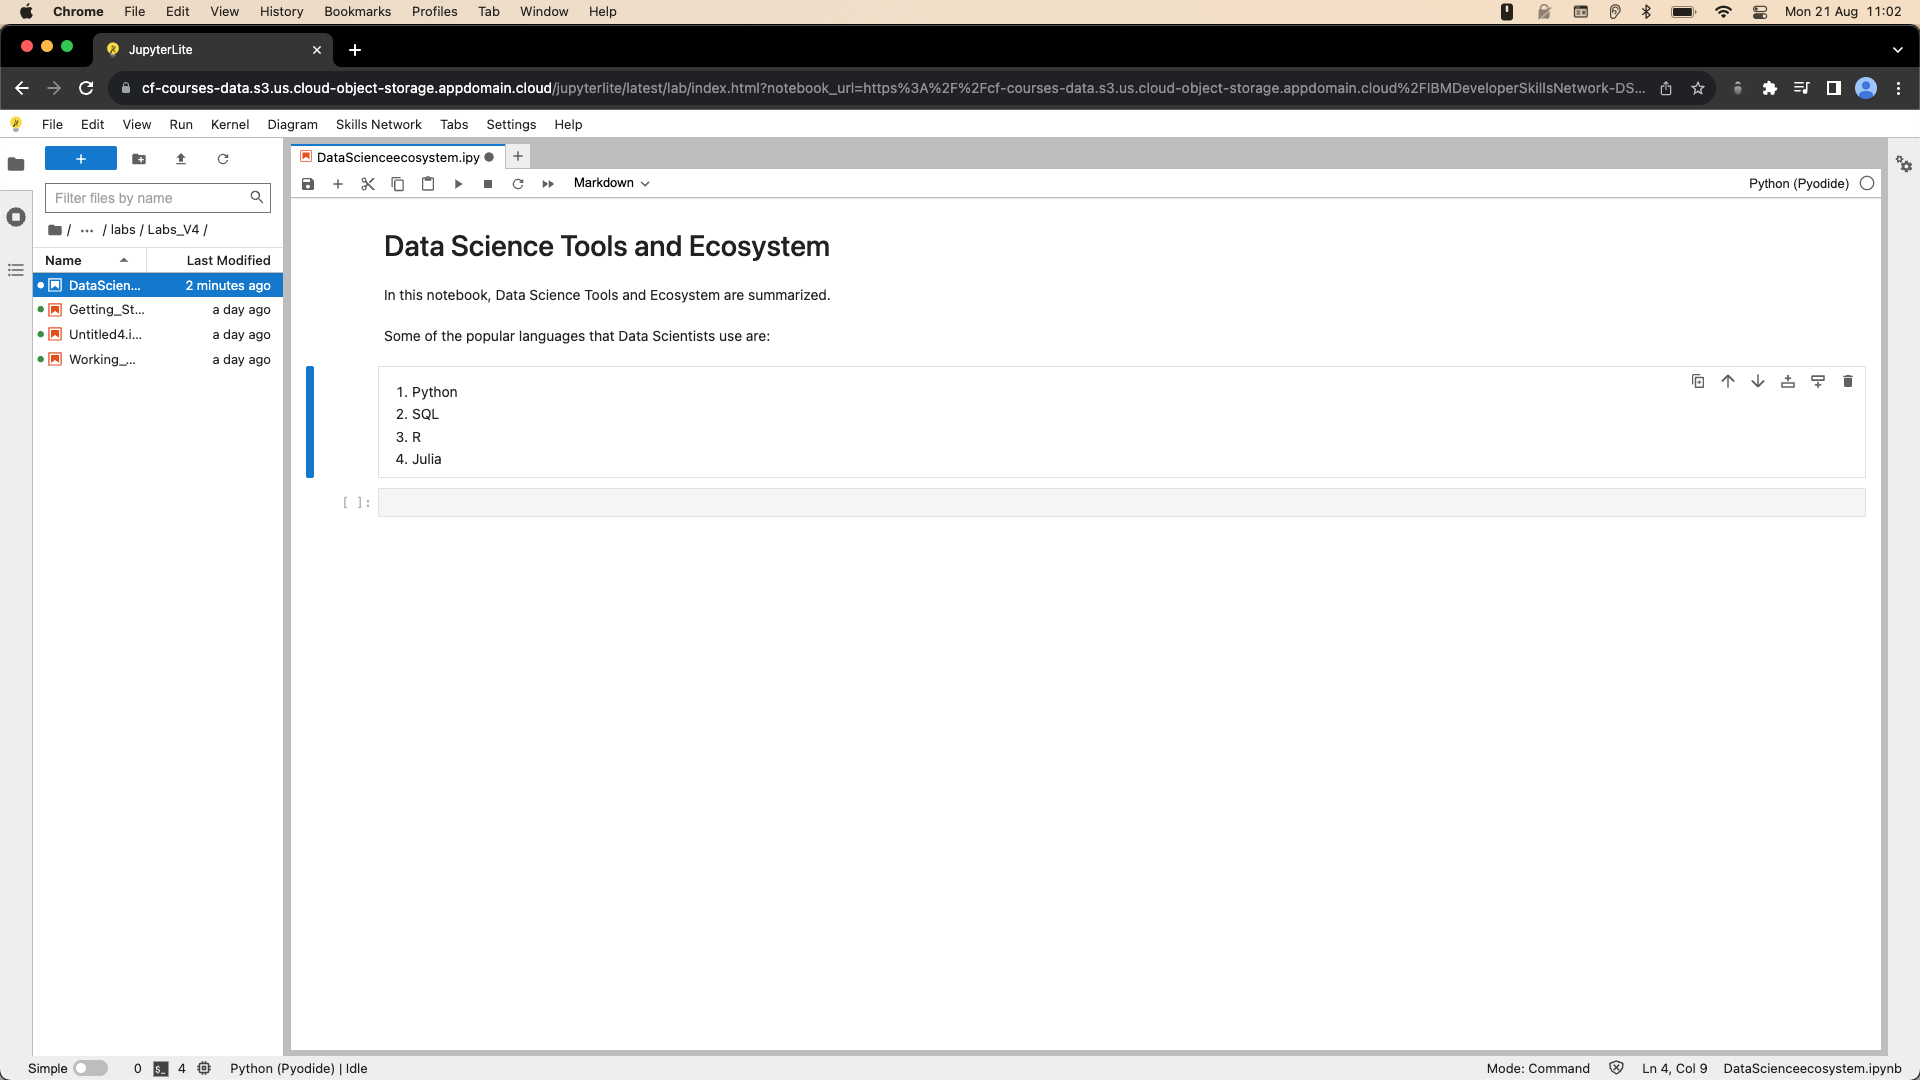 Chrome File Edit View History Bookmarks Profiles Tab Window Help Mon 21 Aug 11:02
JupyterLite
cf-courses-data.s3.us.cloud-object-storage.appdomain.cloud/jupyterlite/latest/lab/index.html?notebook_url=https%3A%2F%2Fcf-courses-data.s3.us.cloud-object-storage.appdomain.cloud%2FIBMDeveloperSkillsNetwork-DS...
File Edit View Run Kernel Diagram Skills Network Tabs Settings Help
DataScienceecosystem.ipy
Markdown Python (Pyodide)
Filter files by name
/ ... / labs / Labs_V4 /
Name Last Modified
DataScien... 2 minutes ago
Getting_St... a day ago
Untitled4.i... a day ago
Working_... a day ago
Data Science Tools and Ecosystem
In this notebook, Data Science Tools and Ecosystem are summarized.
Some of the popular languages that Data Scientists use are:
1. Python
2. SQL
3. R
4. Julia
[ ]:
Simple 0 $_ 4 Python (Pyodide) | Idle Mode: Command Ln 4, Col 9 DataScienceecosystem.ipynb